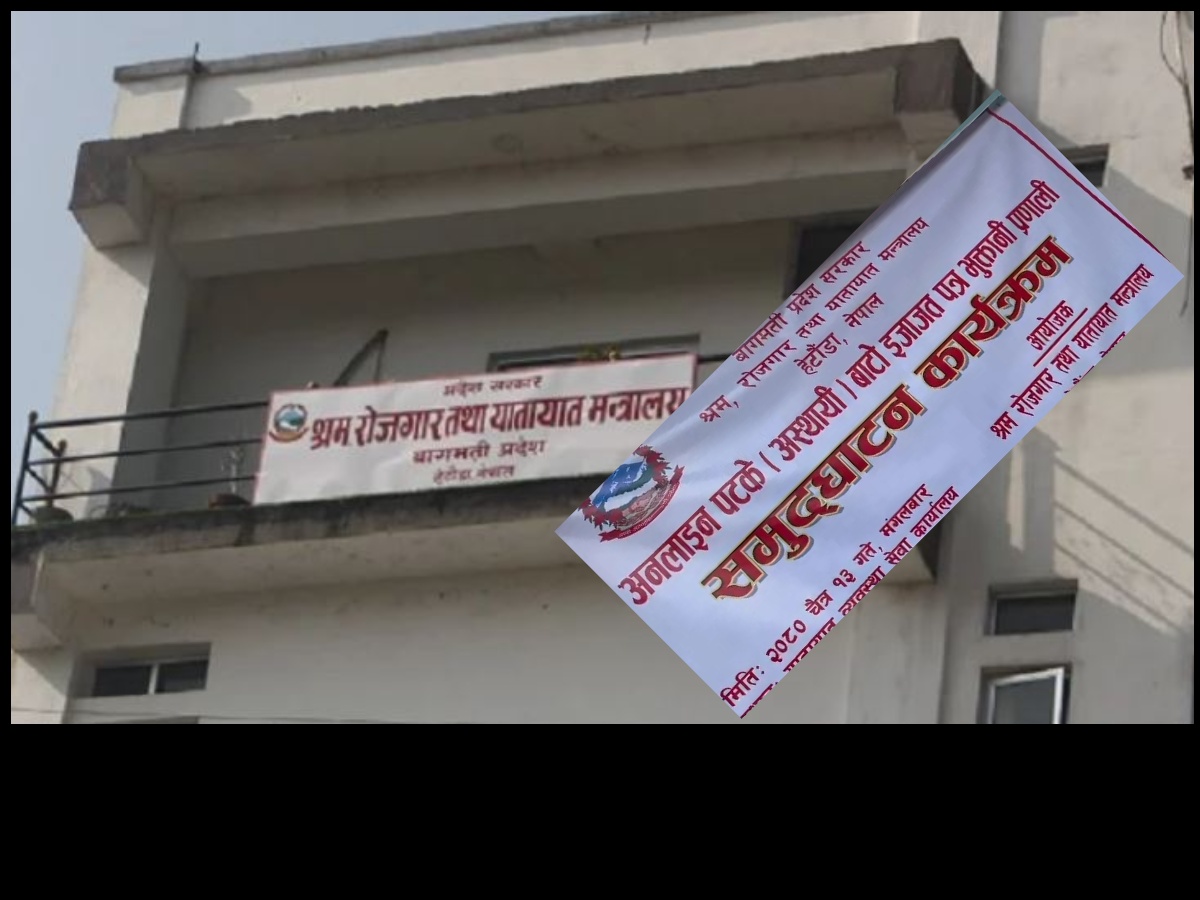 प्रदेश सरकार
श्रम रोजगार तथा यातायात मन्त्रालय
बागमती प्रदेश
हेटौंडा नेपाल
बागमती प्रदेश सरकार
श्रम, रोजगार तथा यातायात मन्त्रालय
हेटौंडा, नेपाल
अनलाइन पटके / अस्थायी / बाटो इजाजत पत्र भुक्तानी प्रणाली
समुद्घाटन कार्यक्रम
मिति: २०८० चैत्र १३ गते, मंगलबार
आयोजक
श्रम रोजगार तथा यातायात मन्त्रालय
यातायात व्यवस्था सेवा कार्यालय